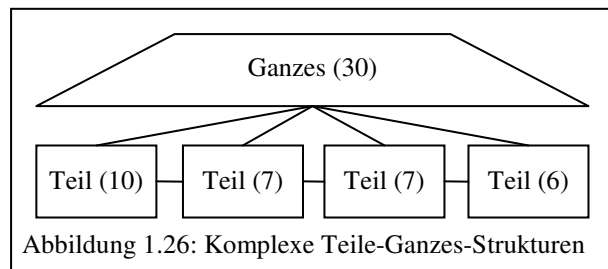 Ganzes (30)
Teil (10) Teil (7) Teil (7) Teil (6)
Abbildung 1.26: Komplexe Teile-Ganzes-Strukturen